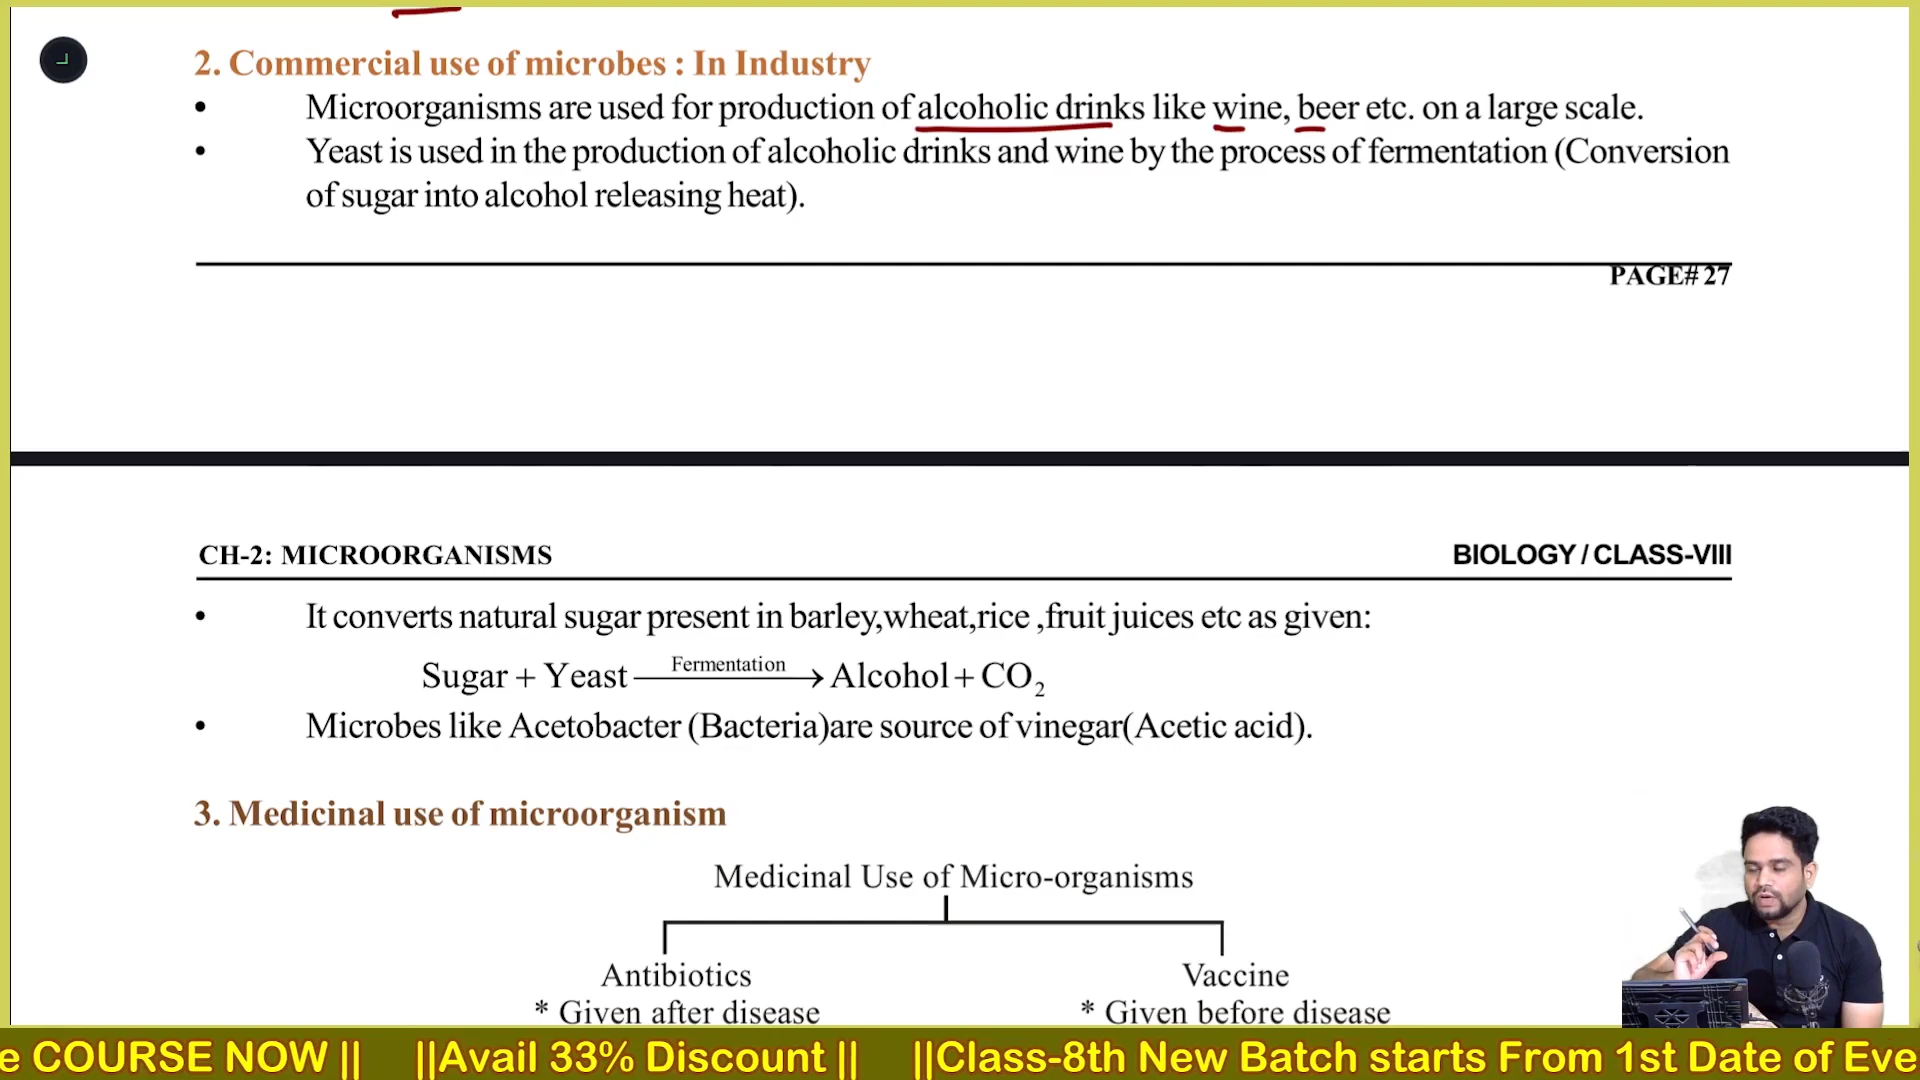 2. Commercial use of microbes : In Industry
• Microorganisms are used for production of alcoholic drinks like wine, beer etc. on a large scale.
• Yeast is used in the production of alcoholic drinks and wine by the process of fermentation (Conversion
of sugar into alcohol releasing heat).
PAGE# 27
CH-2: MICROORGANISMS BIOLOGY / CLASS-VIII
• It converts natural sugar present in barley,wheat,rice ,fruit juices etc as given:
Sugar + Yeast Fermentation → Alcohol + CO₂
• Microbes like Acetobacter (Bacteria)are source of vinegar(Acetic acid).
3. Medicinal use of microorganism
Medicinal Use of Micro-organisms
Antibiotics Vaccine
* Given after disease * Given before disease
e COURSE NOW || ||Avail 33% Discount || ||Class-8th New Batch starts From 1st Date of Eve